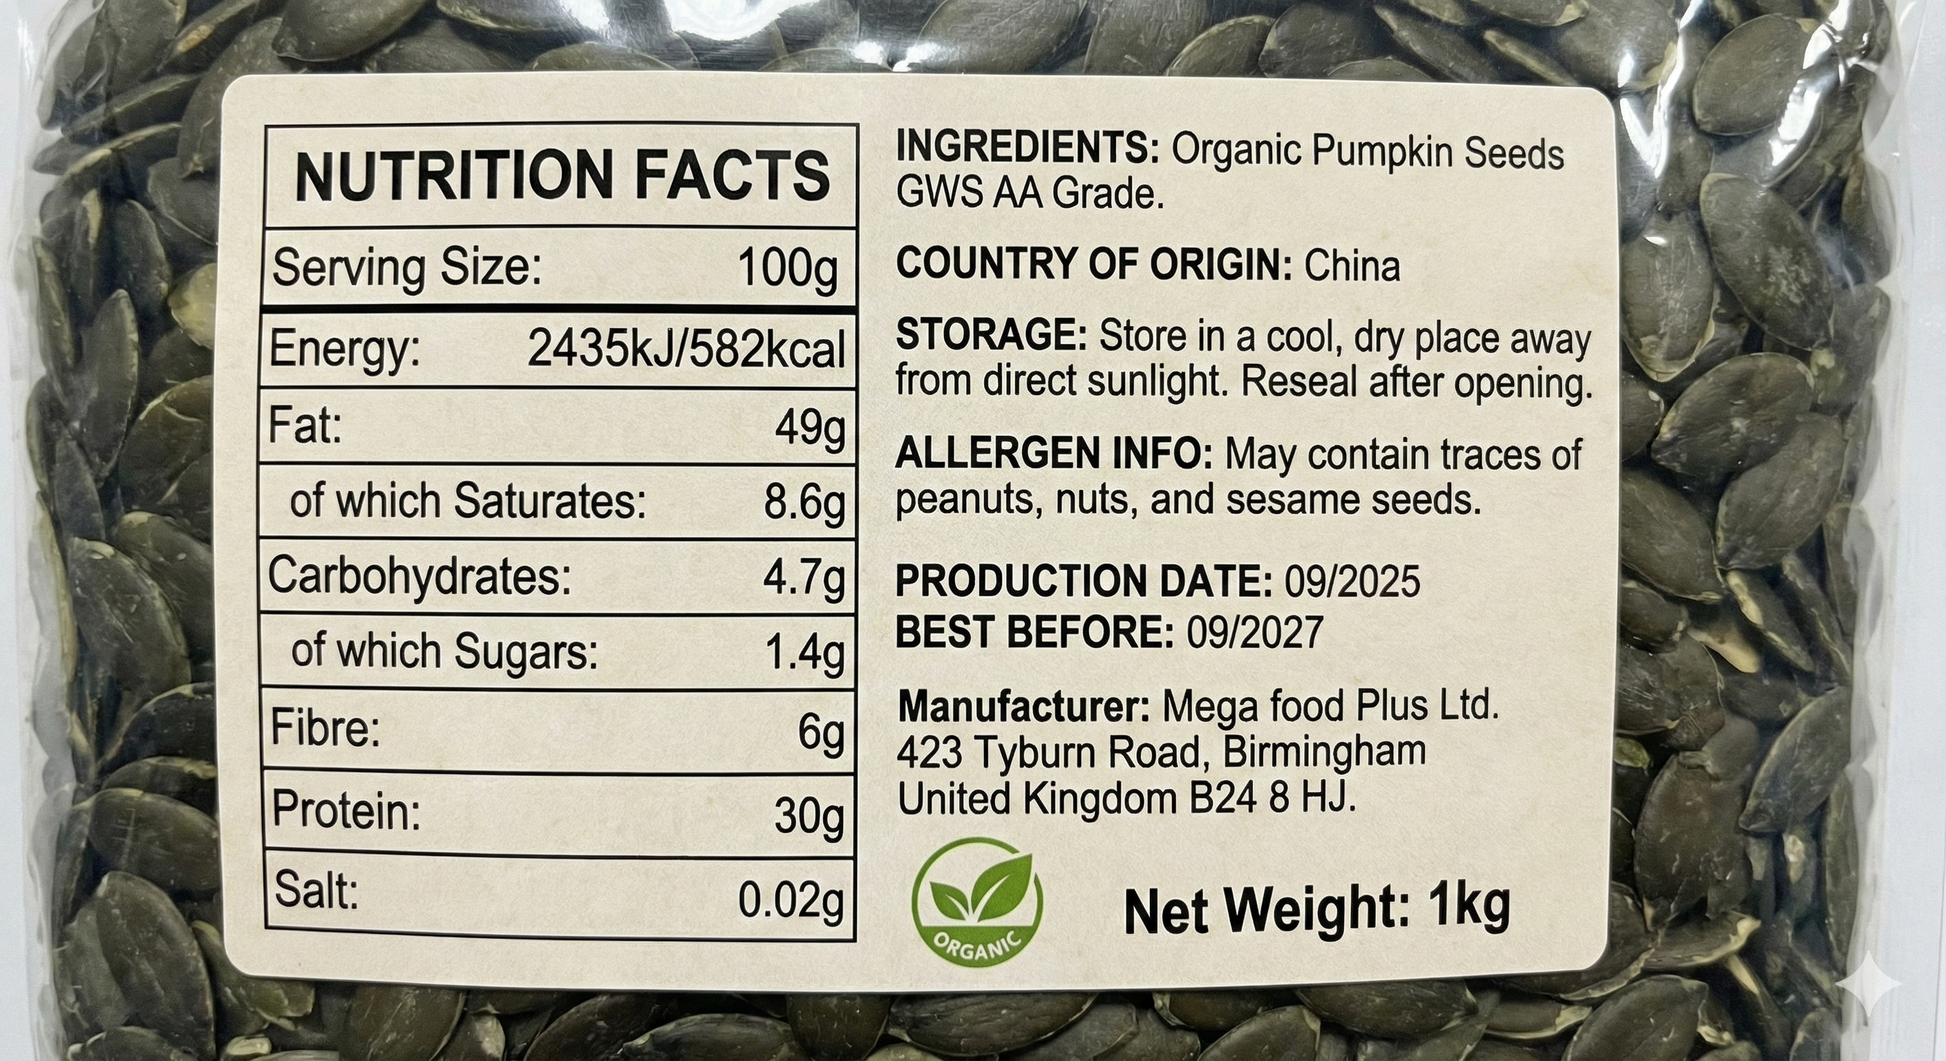 NUTRITION FACTS
Serving Size: 100g
Energy: 2435kJ/582kcal
Fat: 49g
of which Saturates: 8.6g
Carbohydrates: 4.7g
of which Sugars: 1.4g
Fibre: 6g
Protein: 30g
Salt: 0.02g
INGREDIENTS: Organic Pumpkin Seeds
GWS AA Grade.
COUNTRY OF ORIGIN: China
STORAGE: Store in a cool, dry place away
from direct sunlight. Reseal after opening.
ALLERGEN INFO: May contain traces of
peanuts, nuts, and sesame seeds.
PRODUCTION DATE: 09/2025
BEST BEFORE: 09/2027
Manufacturer: Mega food Plus Ltd.
423 Tyburn Road, Birmingham
United Kingdom B24 8 HJ.
ORGANIC
Net Weight: 1kg